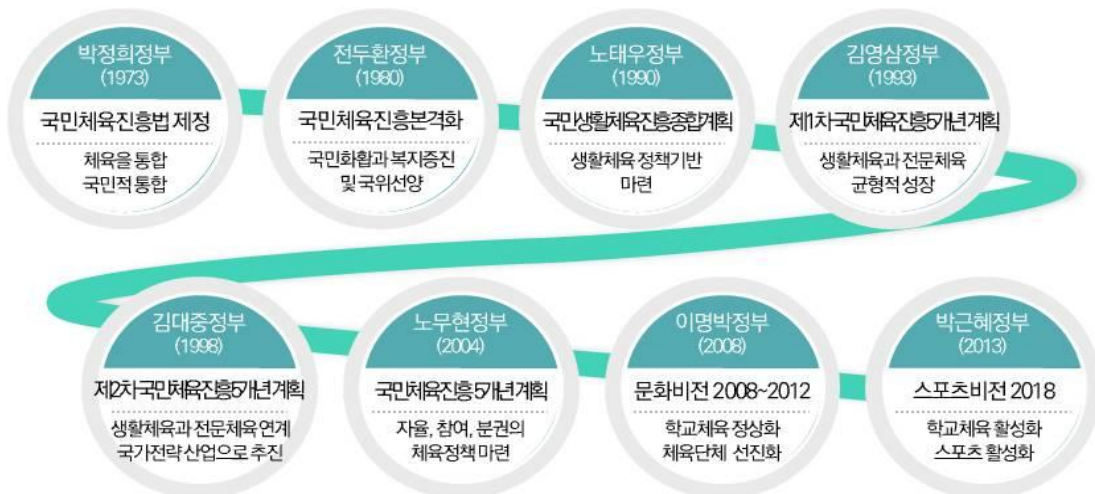 박정희정부
(1973)
국민체육진흥법 제정
체육을 통합
국민적 통합
전두환정부
(1980)
국민체육진흥본격화
국민화합과 복지증진
및 국위선양
노태우정부
(1990)
국민생활체육진흥종합계획
생활체육 정책기반
마련
김영삼정부
(1993)
제1차국민체육진흥5개년 계획
생활체육과 전문체육
균형적 성장
김대중정부
(1998)
제2차국민체육진흥5개년 계획
생활체육과 전문체육 연계
국가전략 산업으로 추진
노무현정부
(2004)
국민체육진흥 5개년 계획
자율, 참여, 분권의
체육정책 마련
이명박정부
(2008)
문화비전 2008~2012
학교체육 정상화
체육단체 선진화
박근혜정부
(2013)
스포츠비전 2018
학교체육 활성화
스포츠 활성화